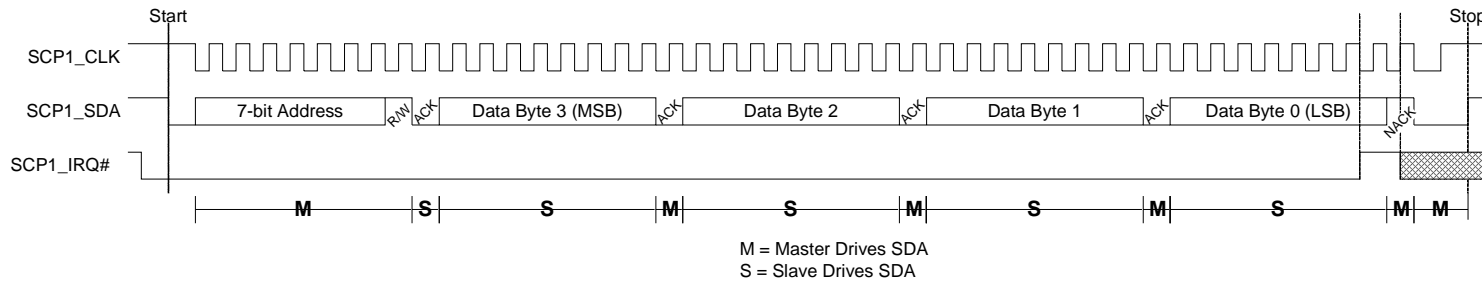 Start
Stop
SCP1_CLK
SCP1_SDA
7-bit Address
R/W
ACK
Data Byte 3 (MSB)
ACK
Data Byte 2
ACK
Data Byte 1
ACK
Data Byte 0 (LSB)
NACK
SCP1_IRQ#
M S S M S M S M S M M
M = Master Drives SDA
S = Slave Drives SDA